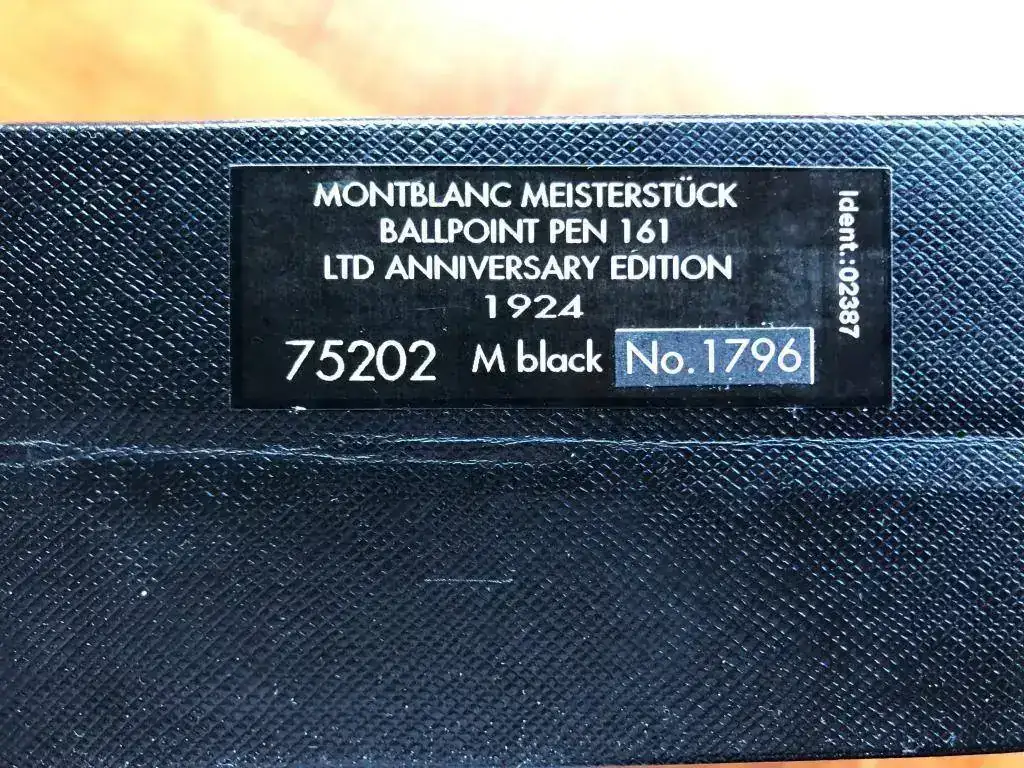 MONTBLANC MEISTERSTÜCK
BALLPOINT PEN 161
LTD ANNIVERSARY EDITION
1924
75202 M black No.1796
Ident.:02387